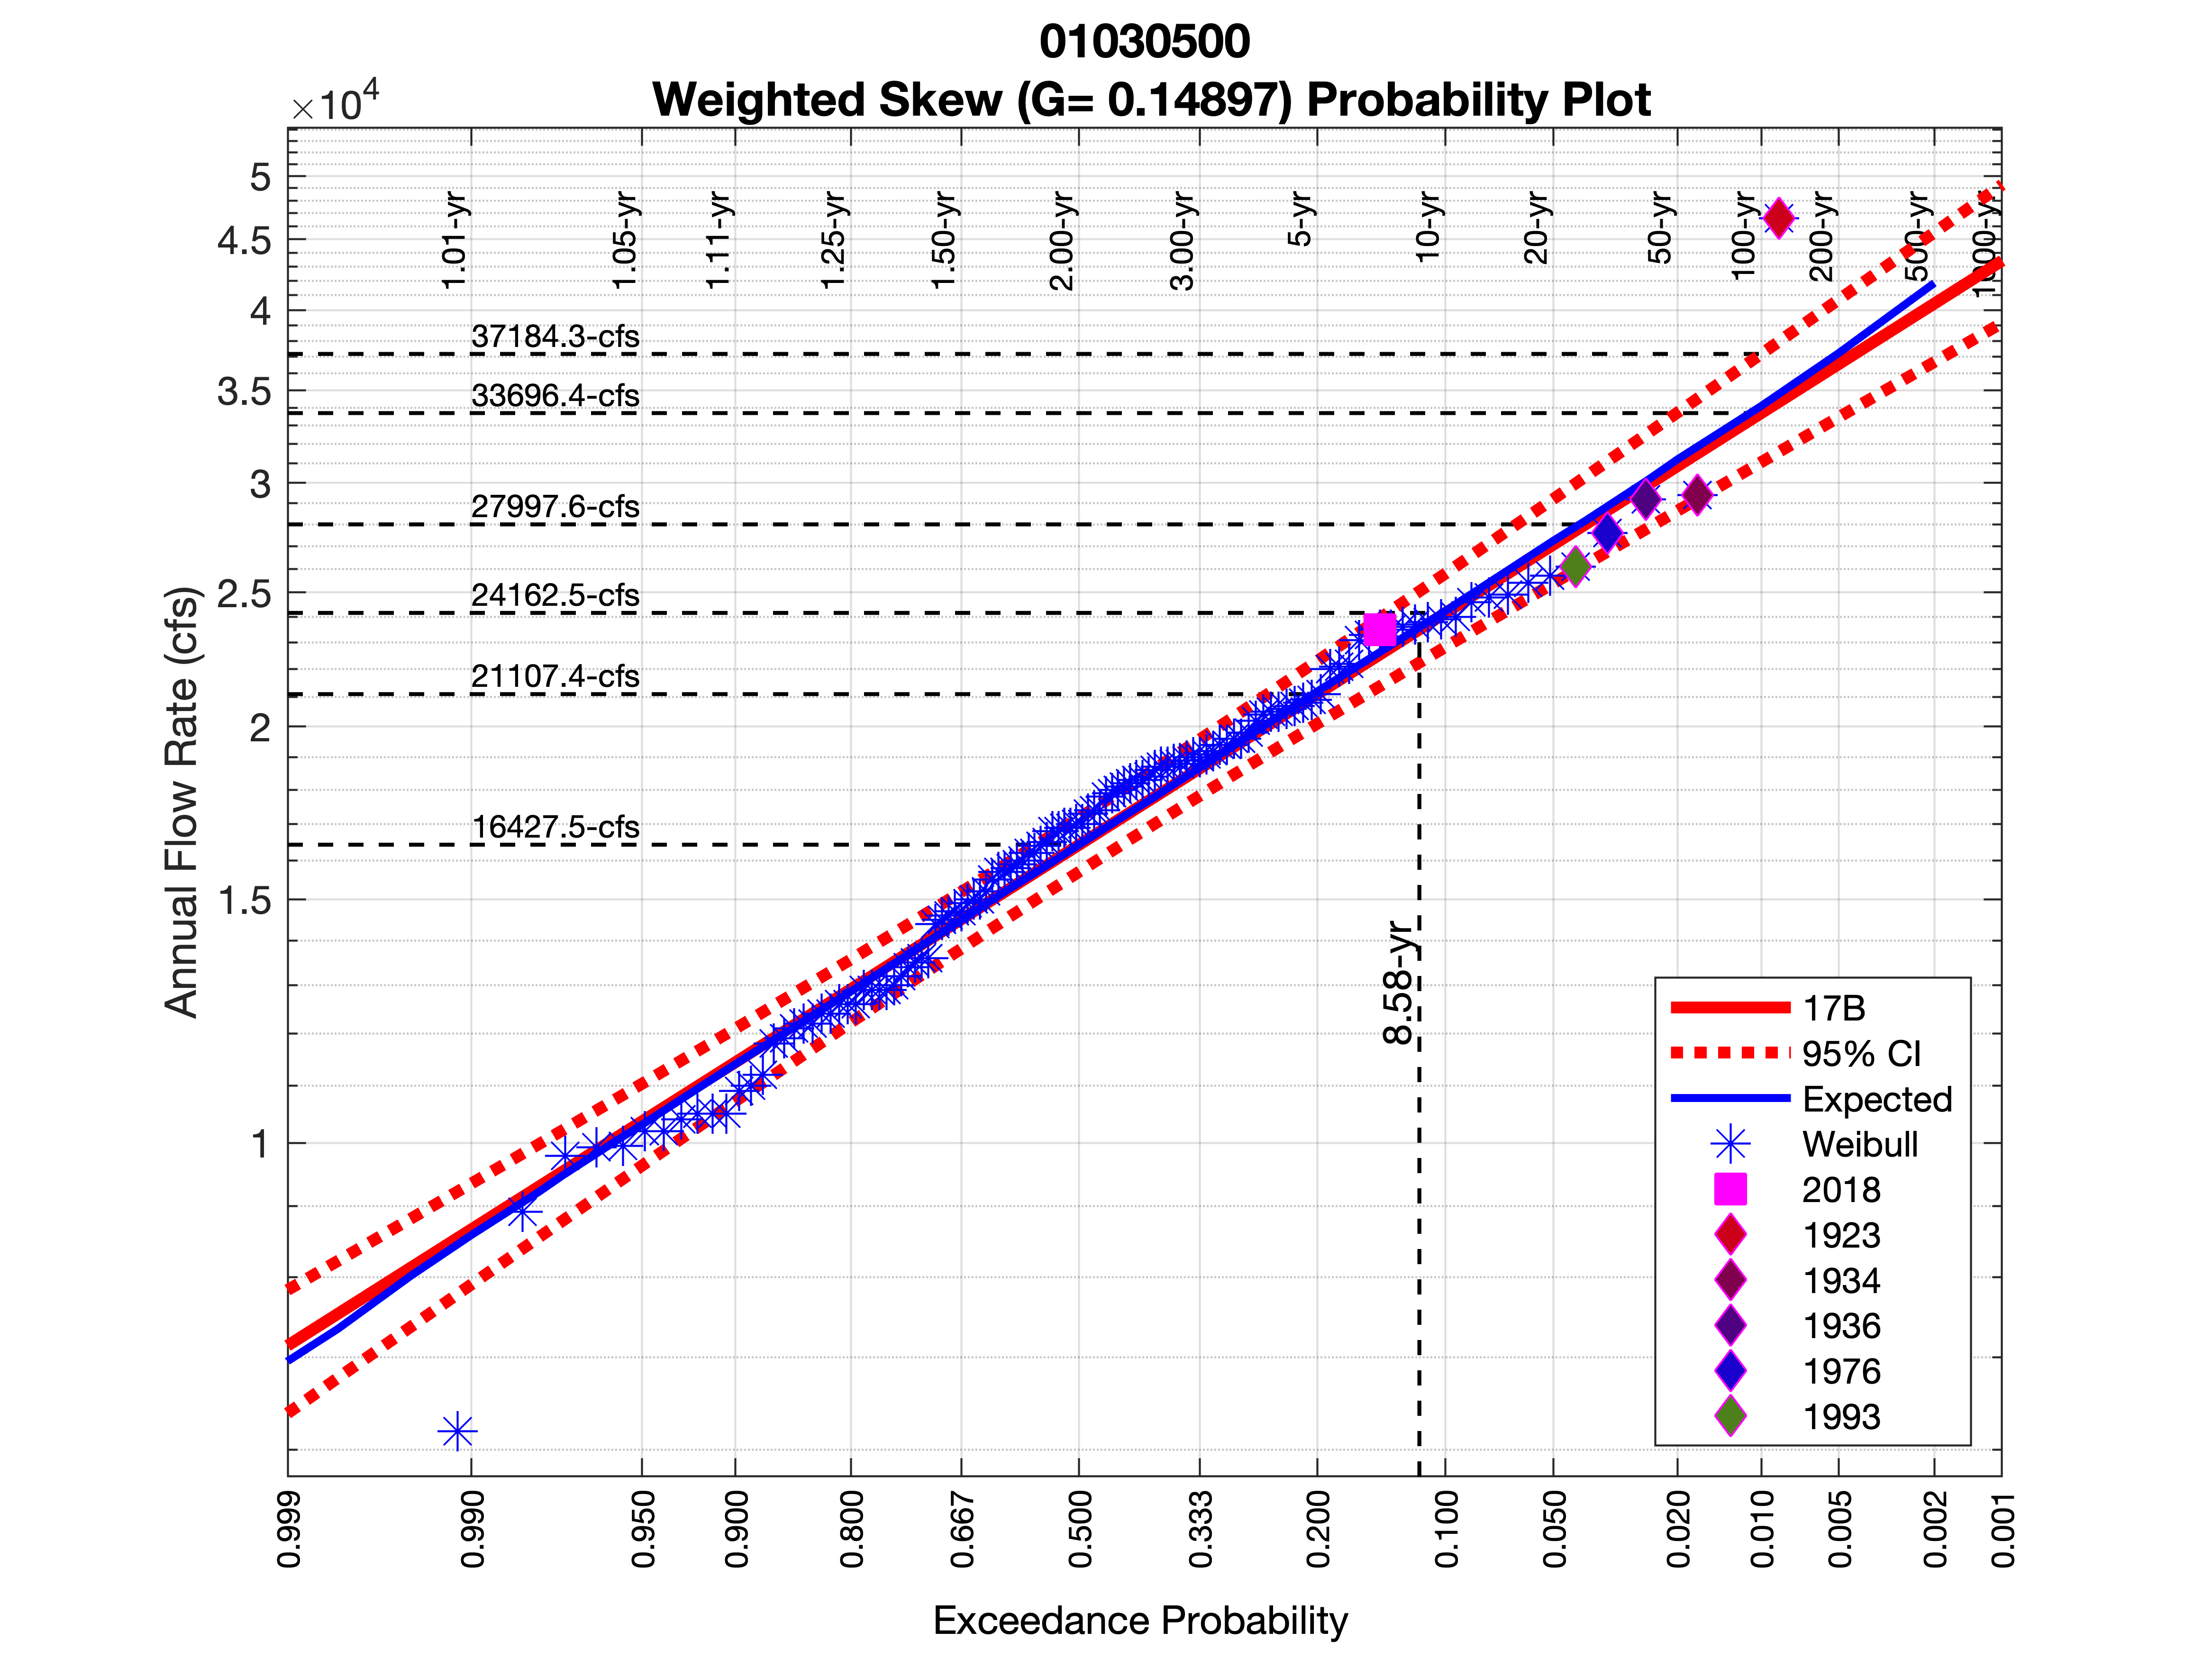 01030500
Weighted Skew (G= 0.14897) Probability Plot
×10^4
5
4.5
4
3.5
3
2.5
2
1.5
1
Annual Flow Rate (cfs)
1.01-yr
1.05-yr
1.11-yr
1.25-yr
1.50-yr
2.00-yr
3.00-yr
5-yr
10-yr
20-yr
50-yr
100-yr
200-yr
500-yr
1000-yr
37184.3-cfs
33696.4-cfs
27997.6-cfs
24162.5-cfs
21107.4-cfs
16427.5-cfs
8.58-yr
17B
95% CI
Expected
Weibull
2018
1923
1934
1936
1976
1993
0.999
0.990
0.950
0.900
0.800
0.667
0.500
0.333
0.200
0.100
0.050
0.020
0.010
0.005
0.002
0.001
Exceedance Probability